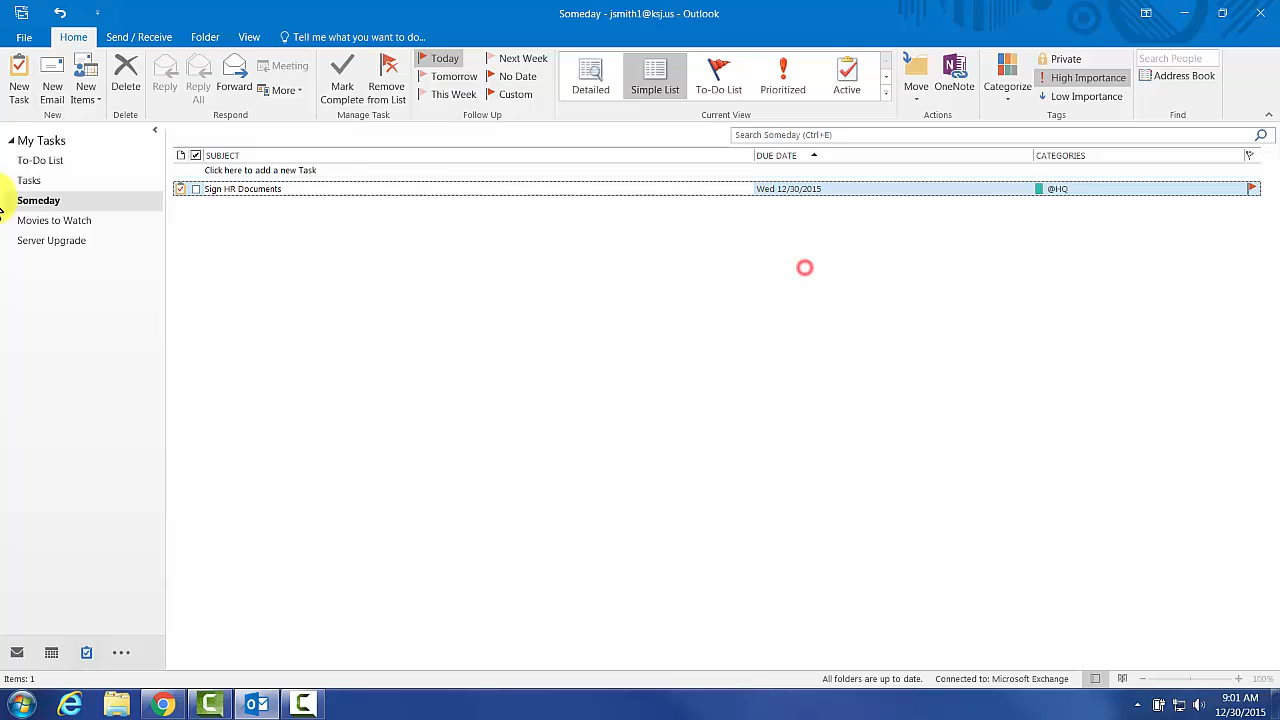 Someday - jsmith1@ksj.us - Outlook
File Home Send / Receive Folder View Tell me what you want to do...
New Task
New Email
New Items
New
Delete
Delete
Reply
Reply All
Forward
Meeting
More
Respond
Mark Complete
Remove from List
Manage Task
Today
Tomorrow
This Week
Next Week
No Date
Custom
Follow Up
Detailed
Simple List
To-Do List
Prioritized
Active
Current View
Move
OneNote
Actions
Categorize
Private
High Importance
Low Importance
Tags
Search People
Address Book
Find
My Tasks
To-Do List
Tasks
Someday
Movies to Watch
Server Upgrade
Search Someday (Ctrl+E)
SUBJECT DUE DATE CATEGORIES
Click here to add a new Task
Sign HR Documents Wed 12/30/2015 @HQ
Items: 1
All folders are up to date. Connected to: Microsoft Exchange 100%
9:01 AM
12/30/2015